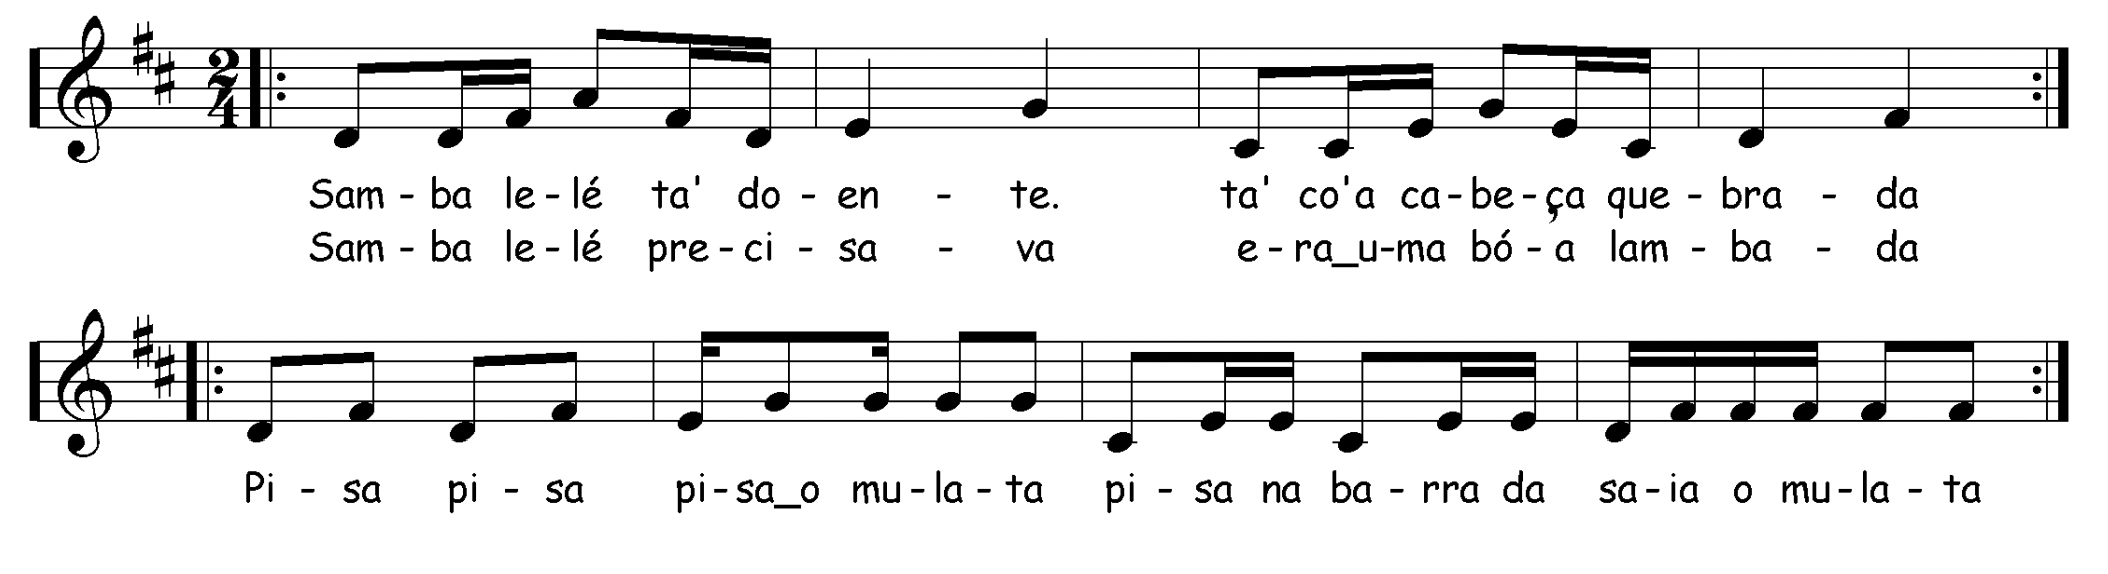 2
4
Sam - ba le - lé ta' do - en - te. ta' co'a ca - be - ça que - bra - da
Sam - ba le - lé pre - ci - sa - va e - ra_u - ma bó - a lam - ba - da
Pi - sa pi - sa pi - sa_o mu - la - ta pi - sa na ba - rra da sa - ia o mu - la - ta